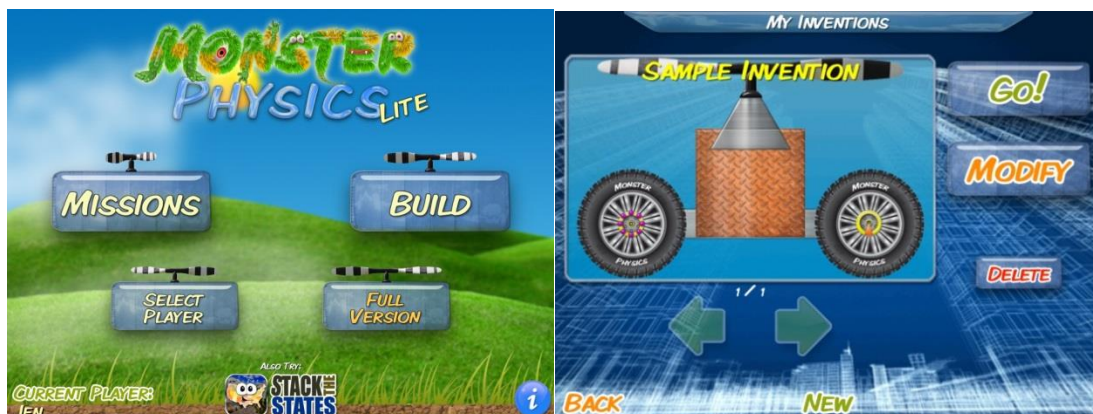 MONSTER
PHYSICS LITE
MISSIONS
BUILD
SELECT
PLAYER
FULL
VERSION
ALSO TRY:
STACK THE
STATES
CURRENT PLAYER:
JEN
i
MY INVENTIONS
SAMPLE INVENTION
GO!
MODIFY
MONSTER
PHYSICS
MONSTER
PHYSICS
DELETE
1 / 1
BACK
NEW